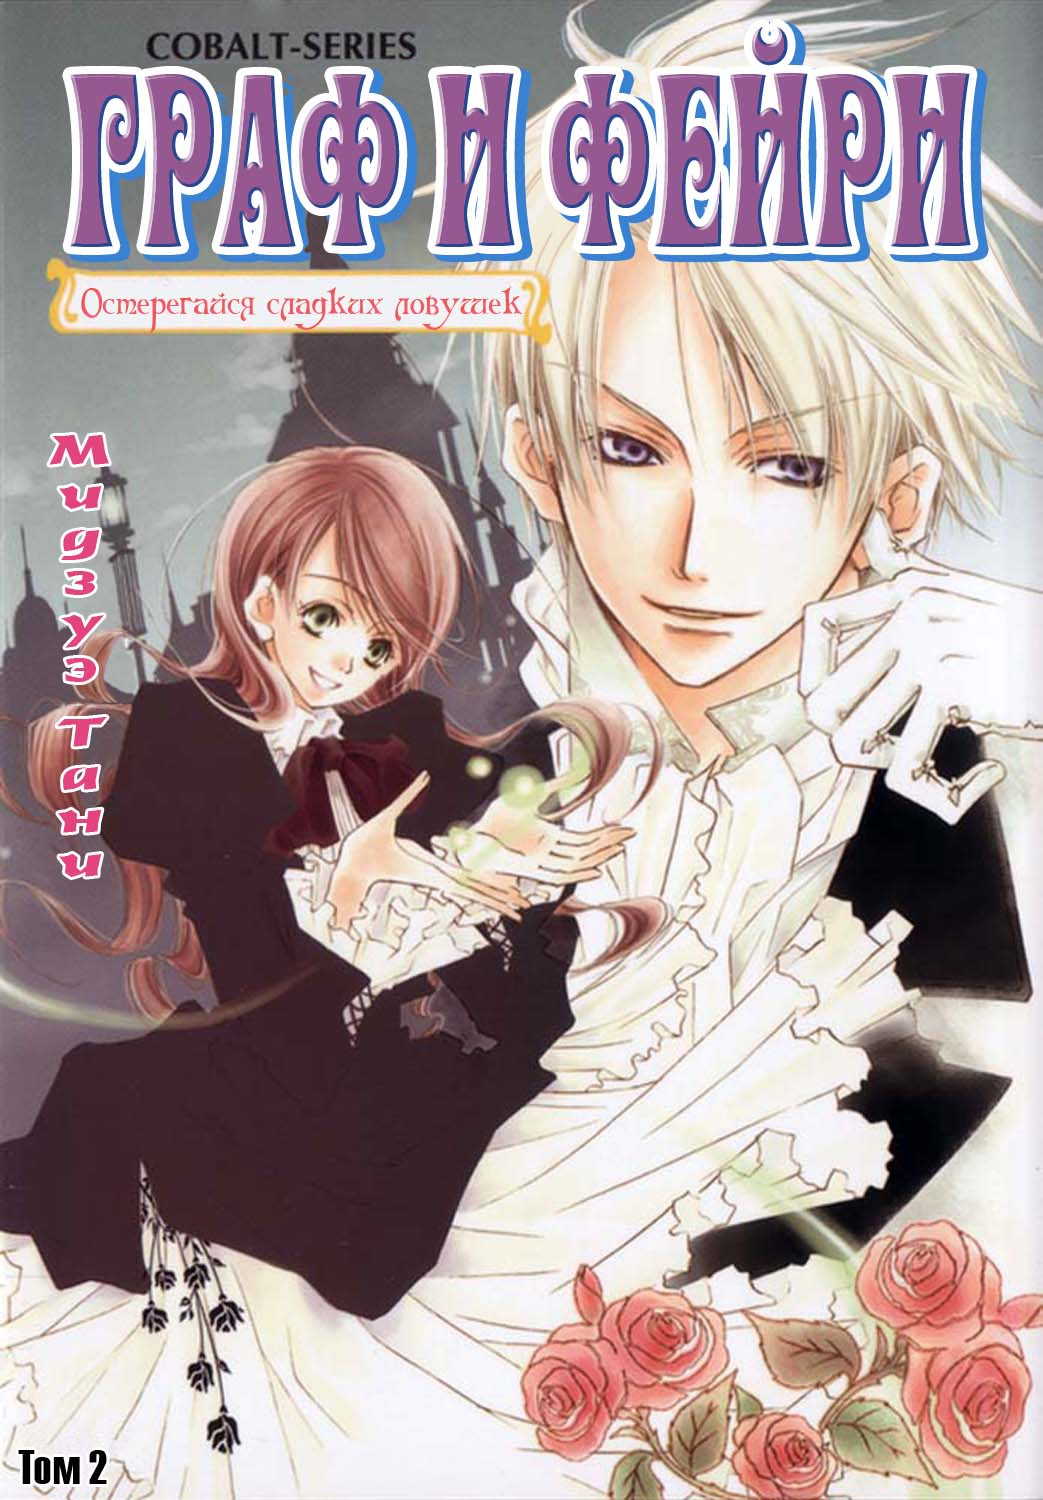 COBALT-SERIES
ГРАФ И ФЕЙРИ
Остерегайся сладких ловушек
Мидзуэ Тани
Том 2